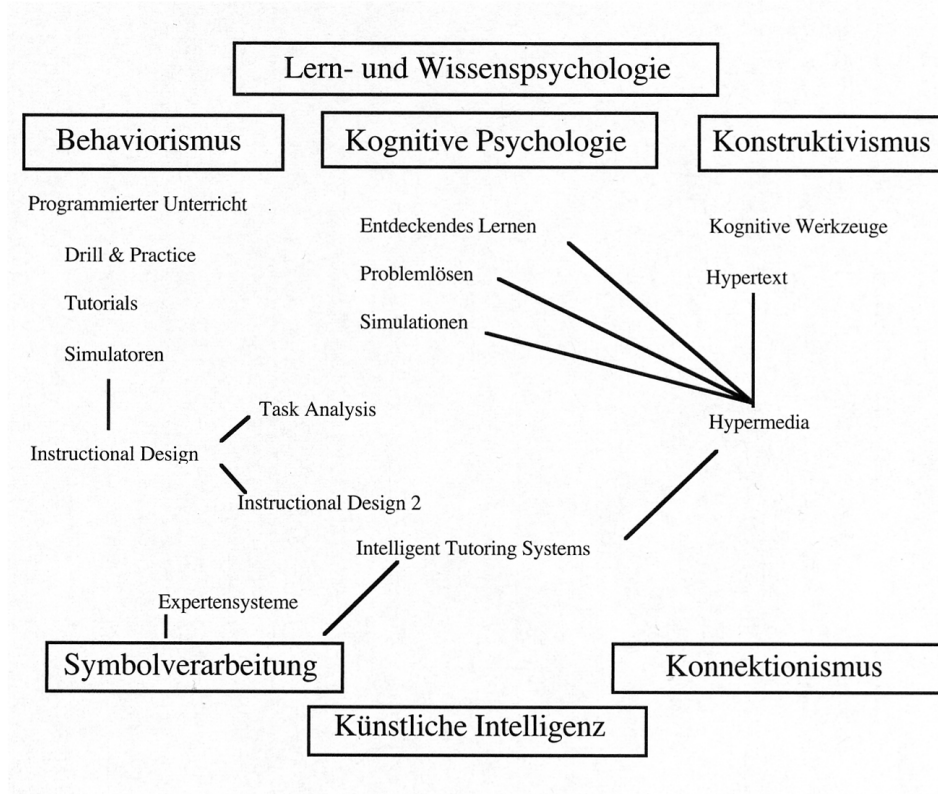 Lern- und Wissenspsychologie
Behaviorismus
Kognitive Psychologie
Konstruktivismus
Programmierter Unterricht
Entdeckendes Lernen
Kognitive Werkzeuge
Drill & Practice
Problemlösen
Hypertext
Tutorials
Simulationen
Simulatoren
Task Analysis
Hypermedia
Instructional Design
Instructional Design 2
Intelligent Tutoring Systems
Expertensysteme
Symbolverarbeitung
Konnektionismus
Künstliche Intelligenz